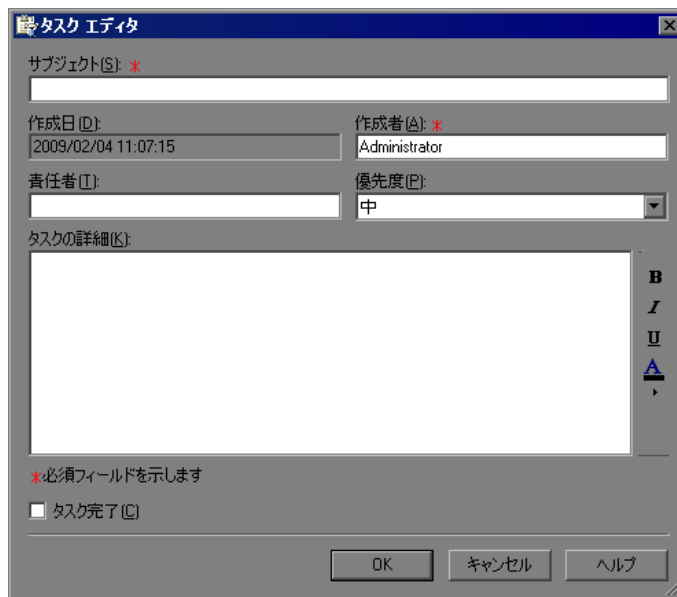 タスク エディタ
サブジェクト(S): *
作成日(D): 作成者(A): *
2009/02/04 11:07:15 Administrator
責任者(T): 優先度(P):
中
タスクの詳細(K):
B
I
U
A
*必須フィールドを示します
タスク完了(C)
OK キャンセル ヘルプ